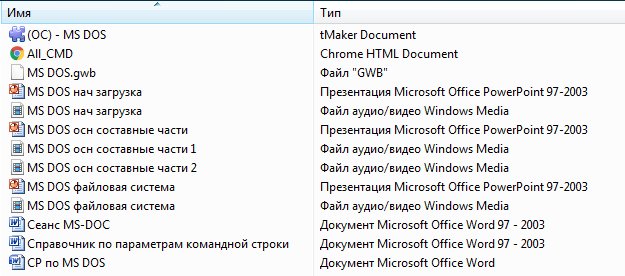 Имя Тип
(ОС) - MS DOS tMaker Document
All_CMD Chrome HTML Document
MS DOS.gwb Файл "GWB"
MS DOS нач загрузка Презентация Microsoft Office PowerPoint 97-2003
MS DOS нач загрузка Файл аудио/видео Windows Media
MS DOS осн составные части Презентация Microsoft Office PowerPoint 97-2003
MS DOS осн составные части 1 Файл аудио/видео Windows Media
MS DOS осн составные части 2 Файл аудио/видео Windows Media
MS DOS файловая система Презентация Microsoft Office PowerPoint 97-2003
MS DOS файловая система Файл аудио/видео Windows Media
Сеанс MS-DOC Документ Microsoft Office Word 97 - 2003
Справочник по параметрам командной строки Документ Microsoft Office Word 97 - 2003
СР по MS DOS Документ Microsoft Office Word